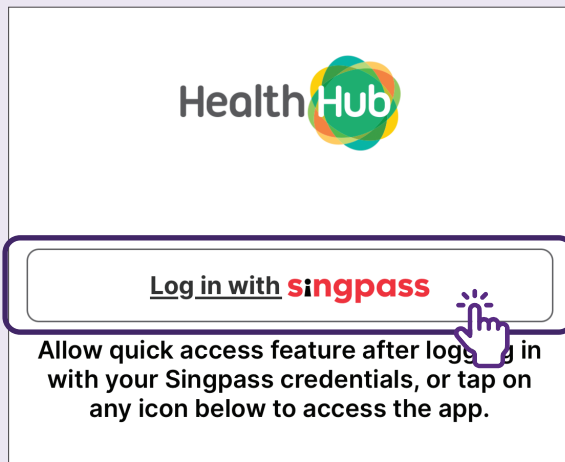 HealthHub
Log in with singpass
Allow quick access feature after logging in
with your Singpass credentials, or tap on
any icon below to access the app.